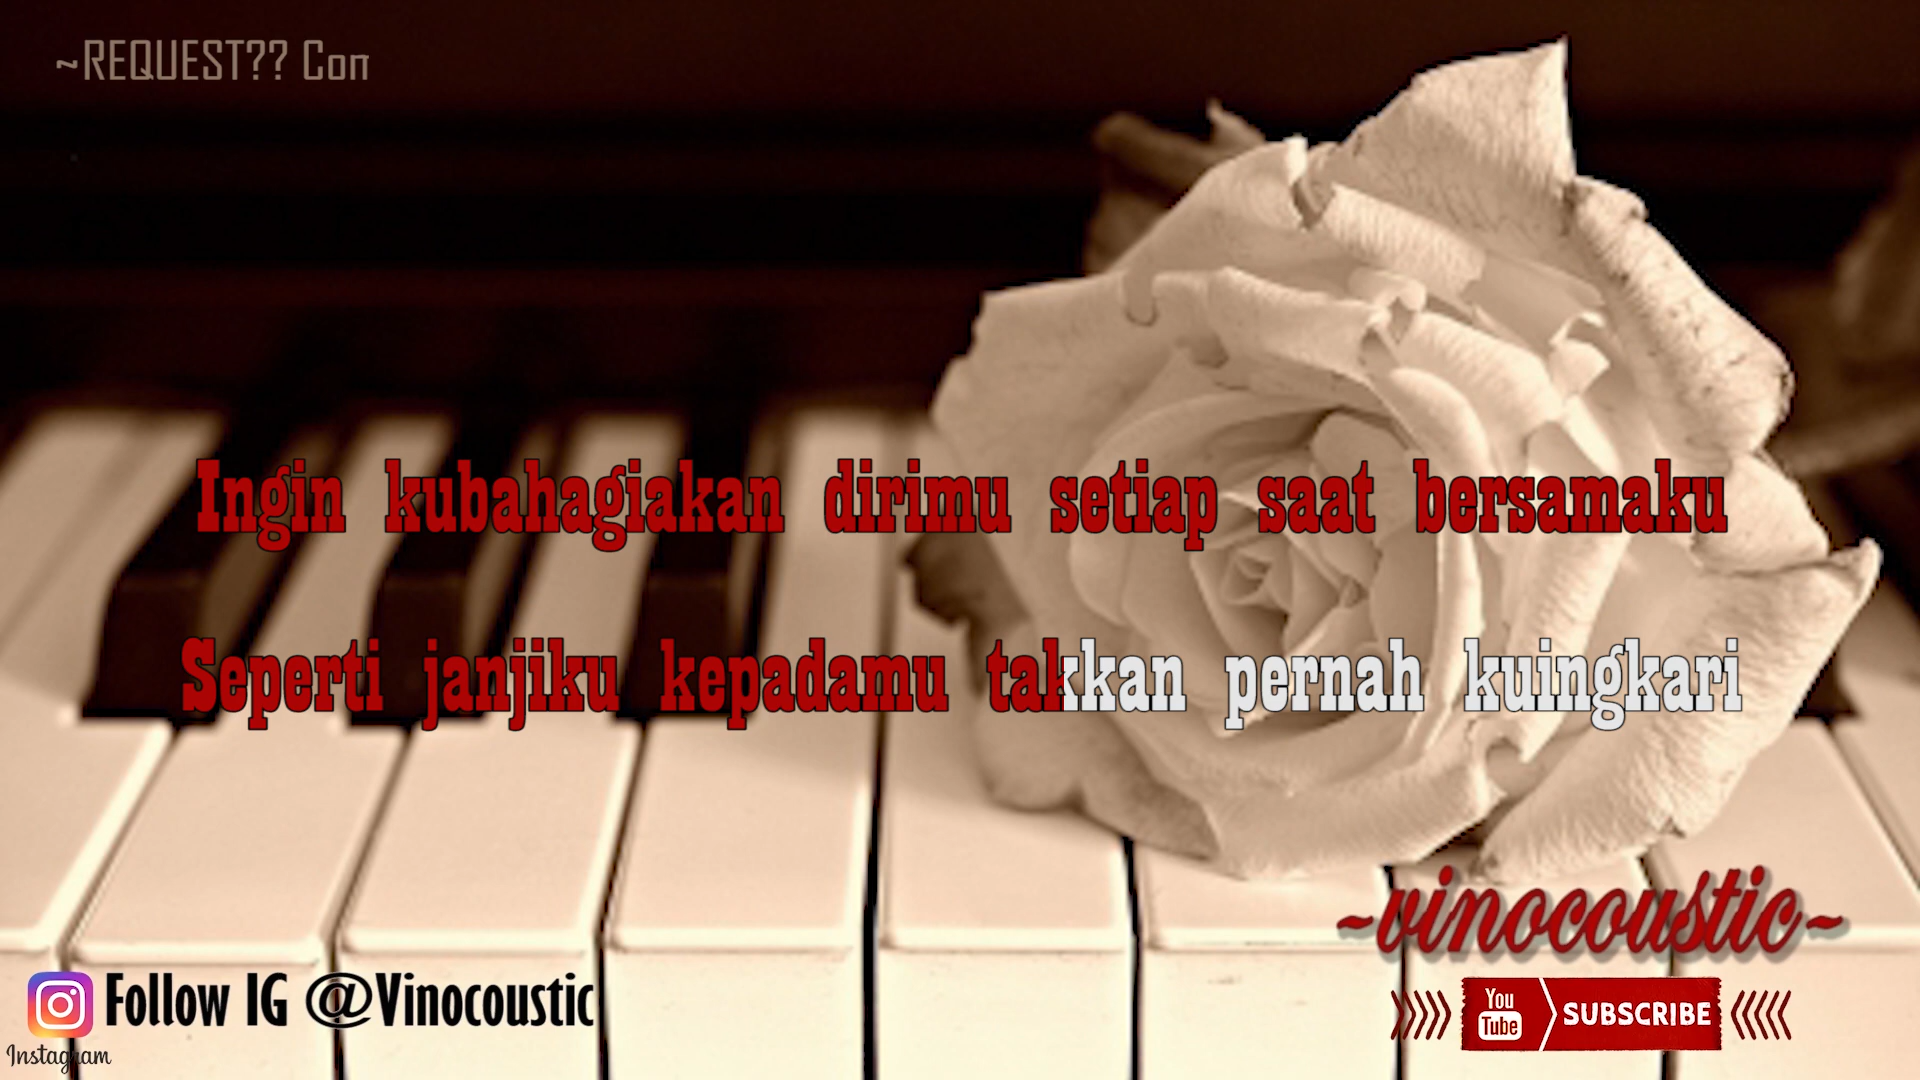 ~REQUEST?? Com
Ingin kubahagiakan dirimu setiap saat bersamaku
Seperti janjiku kepadamu takkan pernah kuingkari
~vinocoustic~
Follow IG @Vinocoustic
You Tube SUBSCRIBE
Instagram